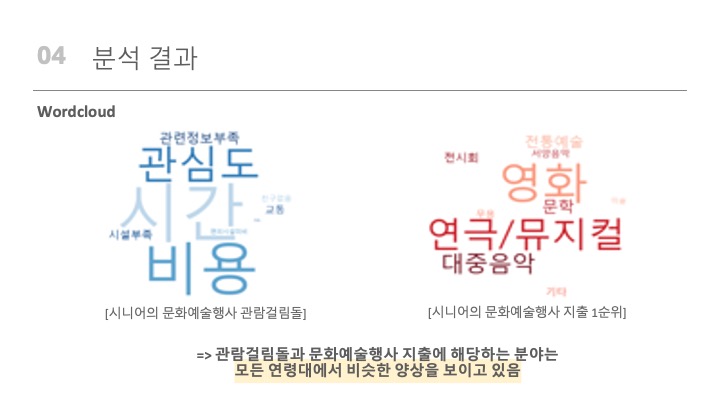 04 분석 결과
Wordcloud
관련정보부족
관심도
시간
친구없음
교통
시설부족
비용
전통예술
서양음악
전시회
영화
문학
무용
연극/뮤지컬
대중음악
기타
[시니어의 문화예술행사 관람걸림돌]
[시니어의 문화예술행사 지출 1순위]
=> 관람걸림돌과 문화예술행사 지출에 해당하는 분야는
모든 연령대에서 비슷한 양상을 보이고 있음